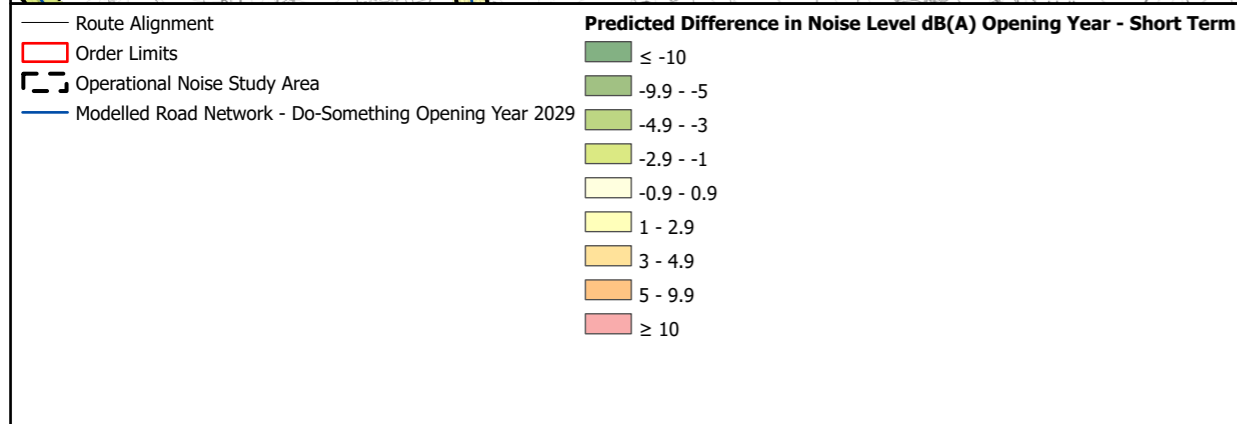 Route Alignment
Order Limits
Operational Noise Study Area
Modelled Road Network - Do-Something Opening Year 2029
Predicted Difference in Noise Level dB(A) Opening Year - Short Term
≤ -10
-9.9 - -5
-4.9 - -3
-2.9 - -1
-0.9 - 0.9
1 - 2.9
3 - 4.9
5 - 9.9
≥ 10